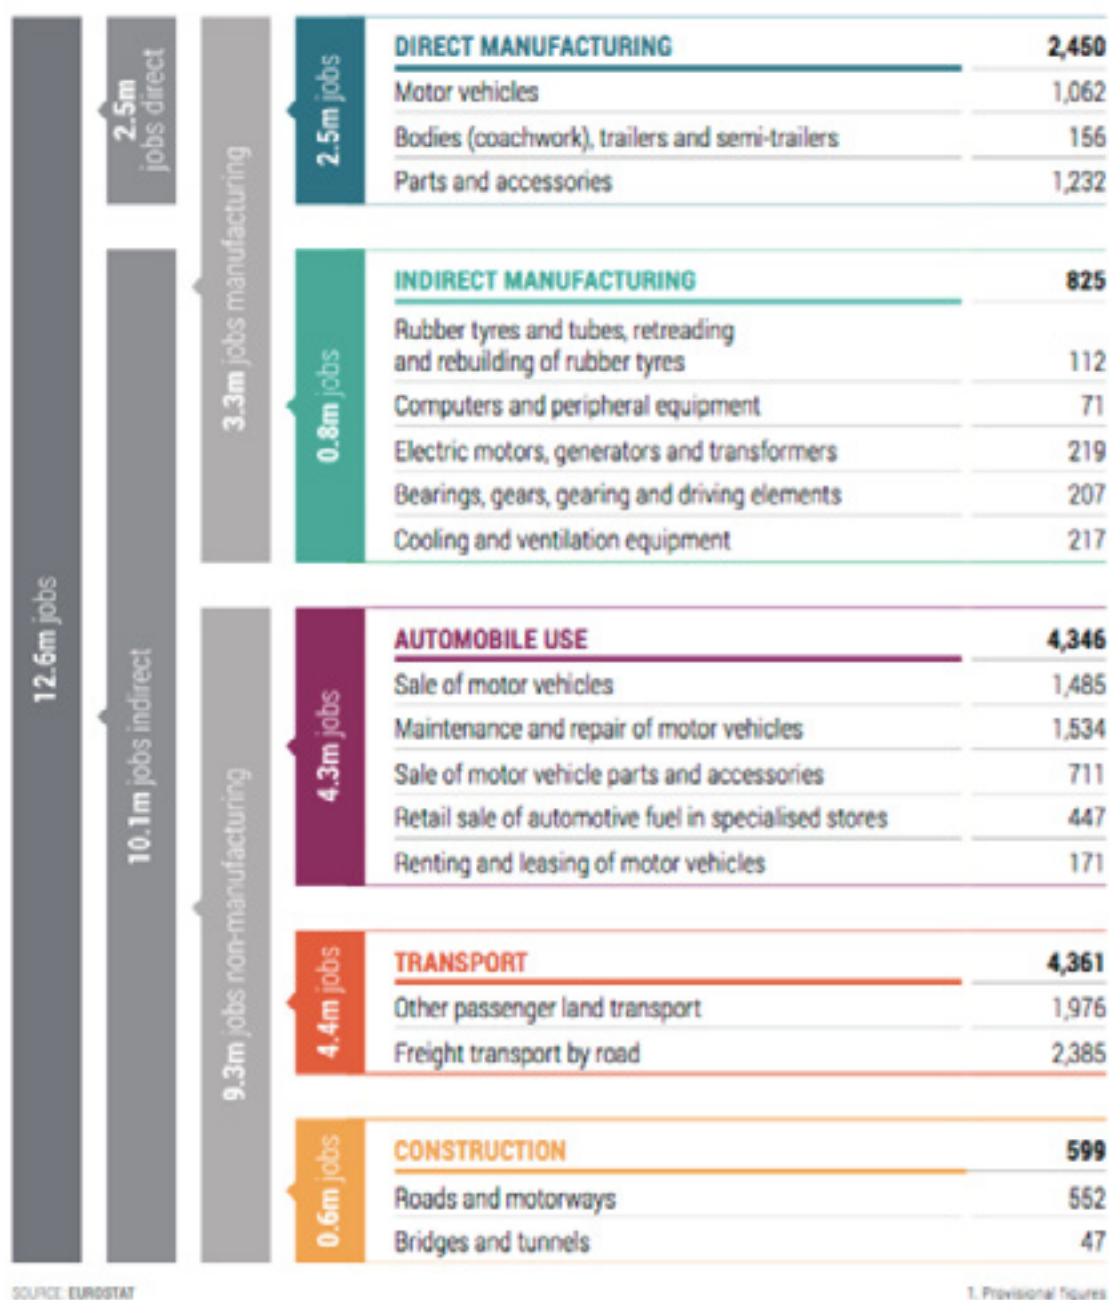 12.6m jobs
2.5m
jobs direct
10.1m jobs indirect
3.3m jobs manufacturing
9.3m jobs non-manufacturing
2.5m jobs
DIRECT MANUFACTURING 2,450
Motor vehicles 1,062
Bodies (coachwork), trailers and semi-trailers 156
Parts and accessories 1,232
0.8m jobs
INDIRECT MANUFACTURING 825
Rubber tyres and tubes, retreading
and rebuilding of rubber tyres 112
Computers and peripheral equipment 71
Electric motors, generators and transformers 219
Bearings, gears, gearing and driving elements 207
Cooling and ventilation equipment 217
4.3m jobs
AUTOMOBILE USE 4,346
Sale of motor vehicles 1,485
Maintenance and repair of motor vehicles 1,534
Sale of motor vehicle parts and accessories 711
Retail sale of automotive fuel in specialised stores 447
Renting and leasing of motor vehicles 171
4.4m jobs
TRANSPORT 4,361
Other passenger land transport 1,976
Freight transport by road 2,385
0.6m jobs
CONSTRUCTION 599
Roads and motorways 552
Bridges and tunnels 47
SOURCE: EUROSTAT
1. Provisional figures